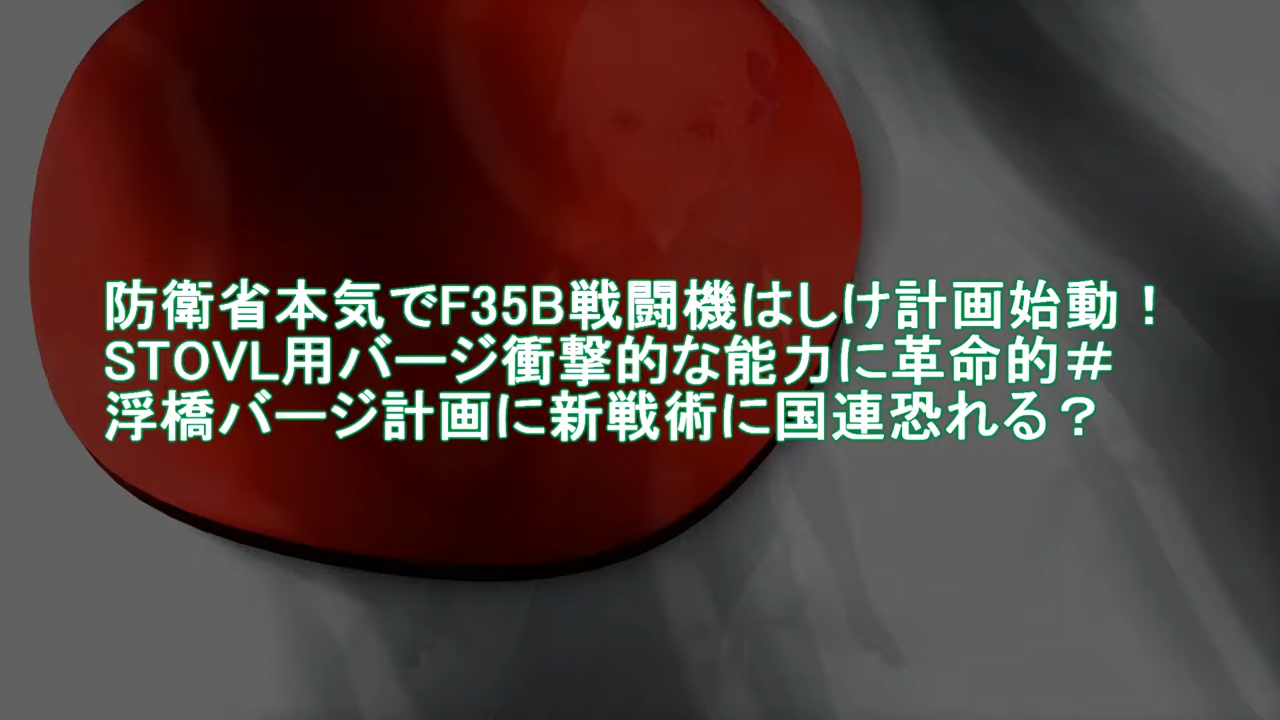 防衛省本気でF35B戦闘機はしけ計画始動！
STOVL用バージ衝撃的な能力に革命的＃
浮橋バージ計画に新戦術に国連恐れる？